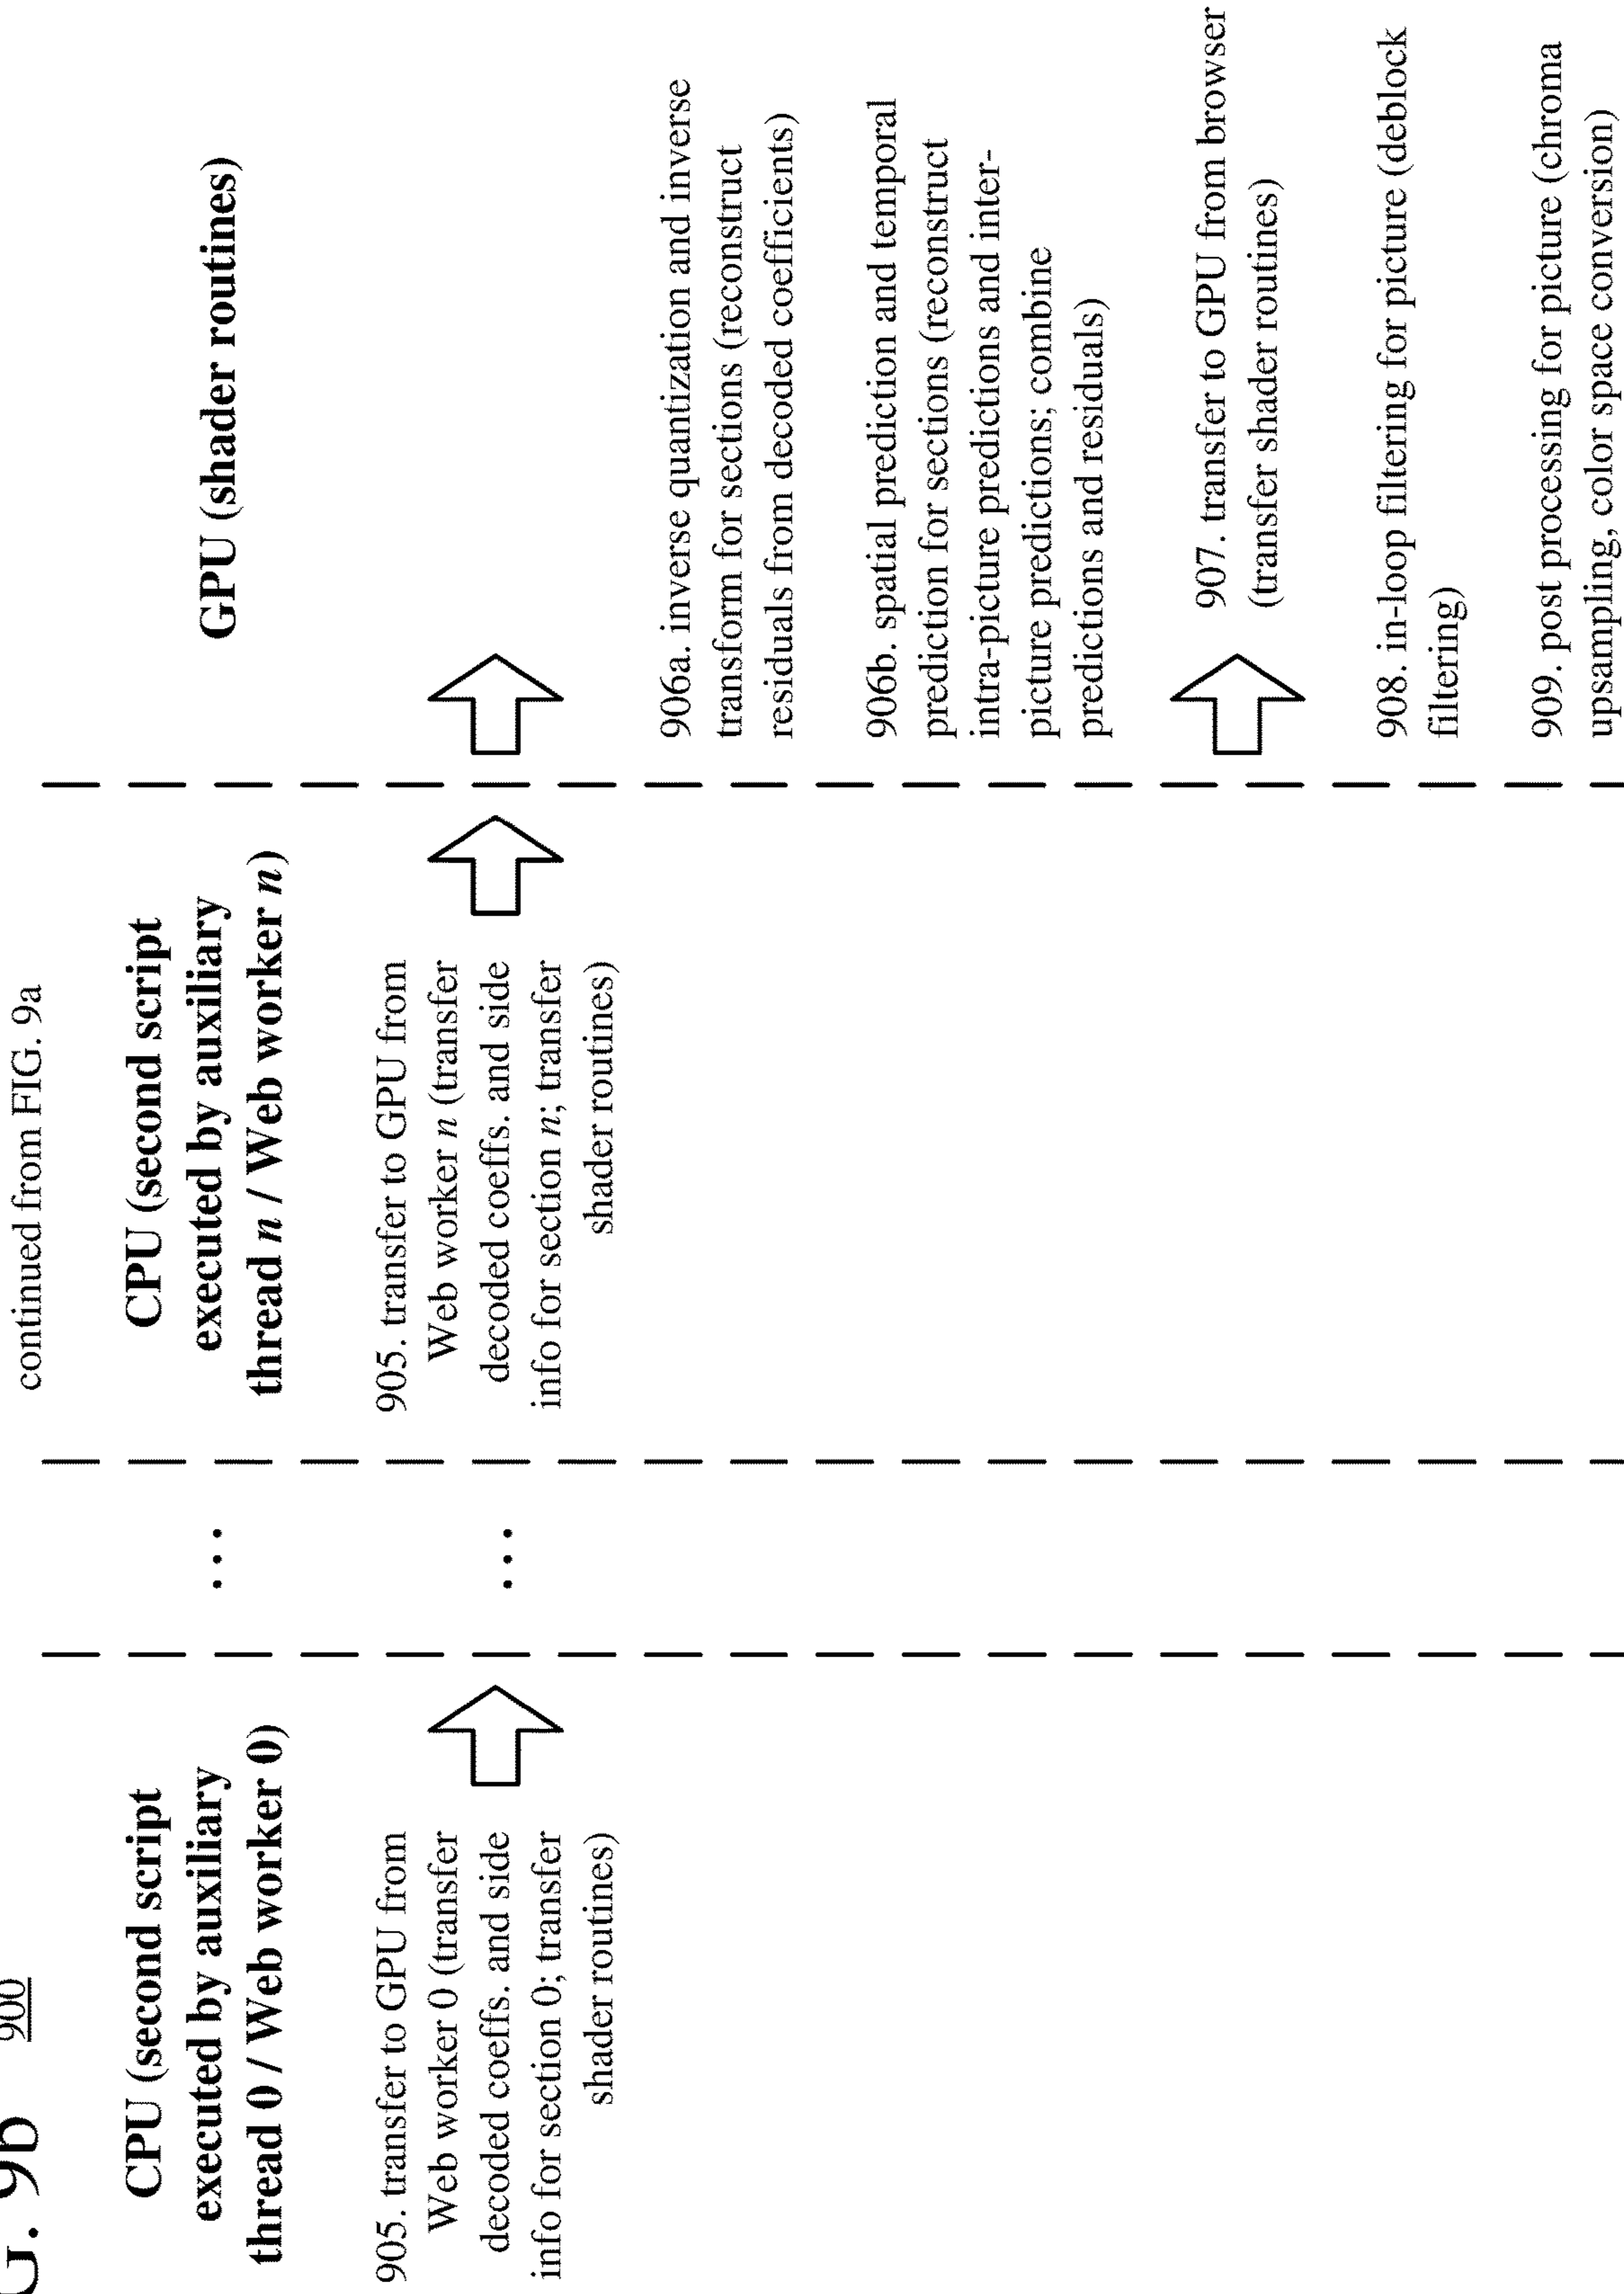 G. 9b 900
continued from FIG. 9a
CPU (second script
executed by auxiliary
thread 0 / Web worker 0)
...
CPU (second script
executed by auxiliary
thread n / Web worker n)
GPU (shader routines)
905. transfer to GPU from
Web worker 0 (transfer
decoded coeffs. and side
info for section 0; transfer
shader routines)
...
905. transfer to GPU from
Web worker n (transfer
decoded coeffs. and side
info for section n; transfer
shader routines)
906a. inverse quantization and inverse
transform for sections (reconstruct
residuals from decoded coefficients)
906b. spatial prediction and temporal
prediction for sections (reconstruct
intra-picture predictions and inter-
picture predictions; combine
predictions and residuals)
907. transfer to GPU from browser
(transfer shader routines)
908. in-loop filtering for picture (deblock
filtering)
909. post processing for picture (chroma
upsampling, color space conversion)